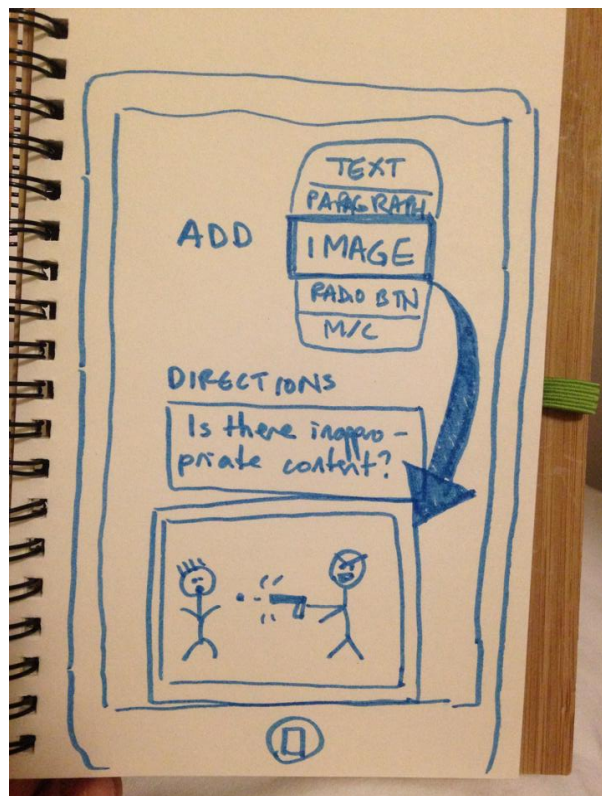 TEXT
PARAGRAPH
ADD
IMAGE
RADIO BTN
M/C
DIRECTIONS
Is there inappro-
priate content?